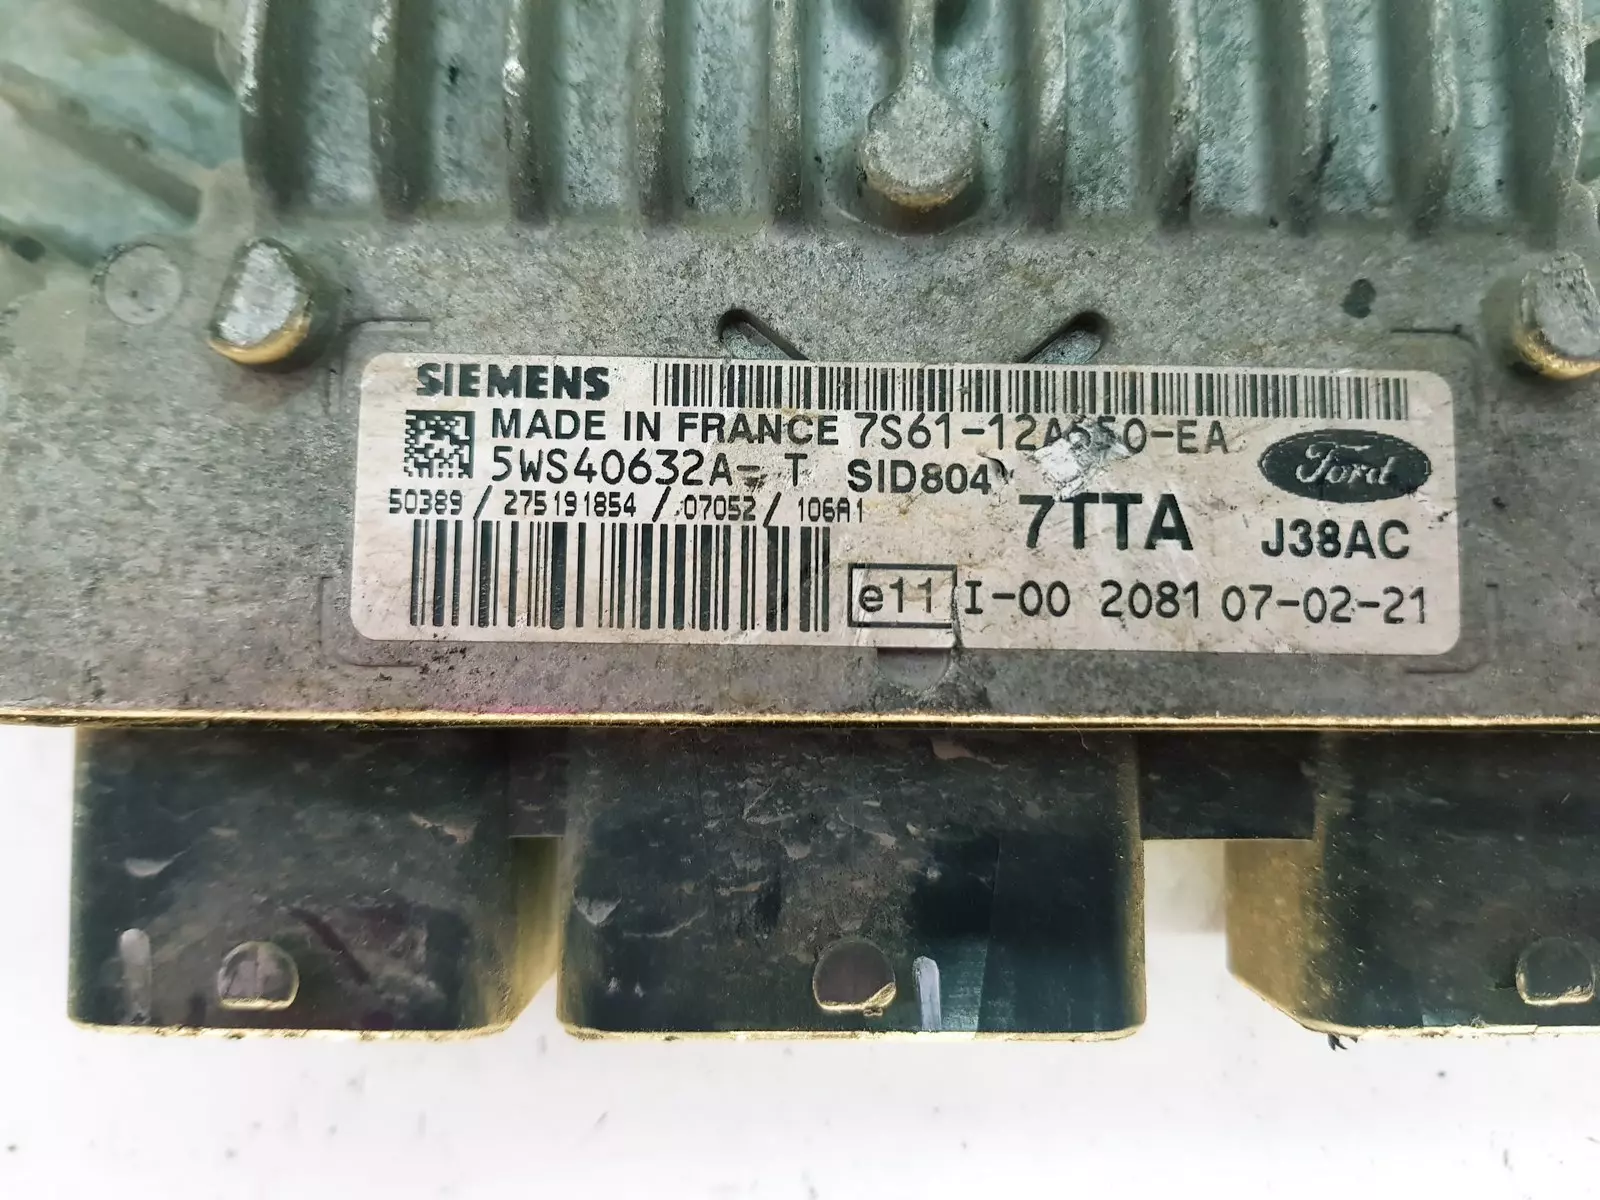 SIEMENS
MADE IN FRANCE 7S61-12A650-EA
5WS40632A- T SID804
Ford
50389 / 275191854 / 07052 / 106A1
7TTA J38AC
e11 I-00 2081 07-02-21